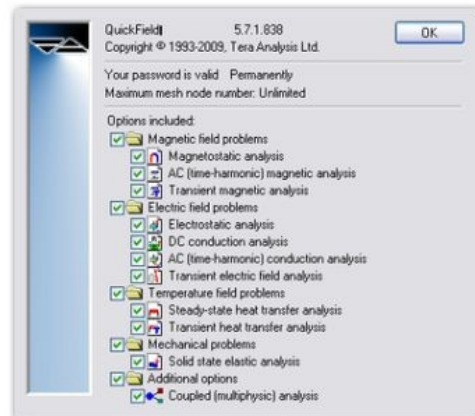 QuickField 5.7.1.838
OK
Copyright © 1993-2009, Tera Analysis Ltd.
Your password is valid Permanently
Maximum mesh node number: Unlimited
Options included:
Magnetic field problems
Magnetostatic analysis
AC (time-harmonic) magnetic analysis
Transient magnetic analysis
Electric field problems
Electrostatic analysis
DC conduction analysis
AC (time-harmonic) conduction analysis
Transient electric field analysis
Temperature field problems
Steady-state heat transfer analysis
Transient heat transfer analysis
Mechanical problems
Solid state elastic analysis
Additional options
Coupled (multiphysic) analysis